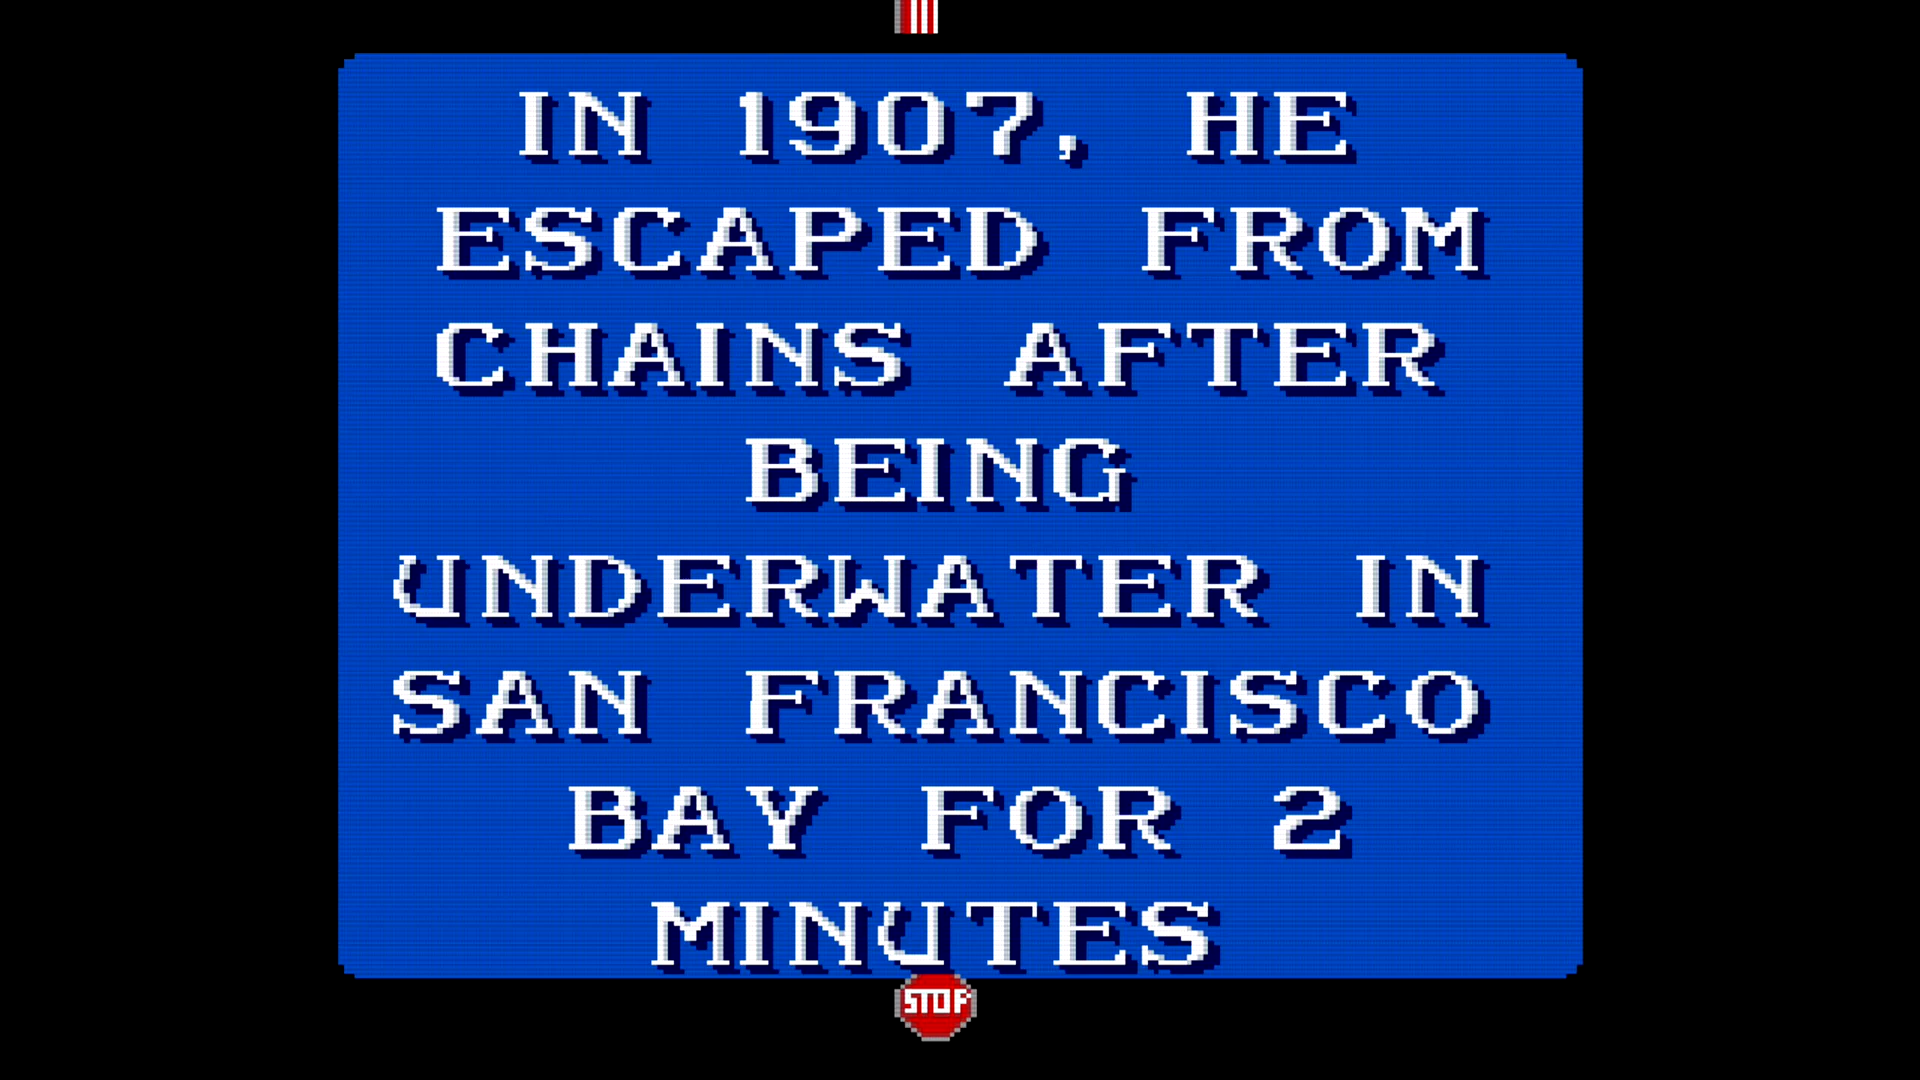 IN 1907, HE
ESCAPED FROM
CHAINS AFTER
BEING
UNDERWATER IN
SAN FRANCISCO
BAY FOR 2
MINUTES
STOP